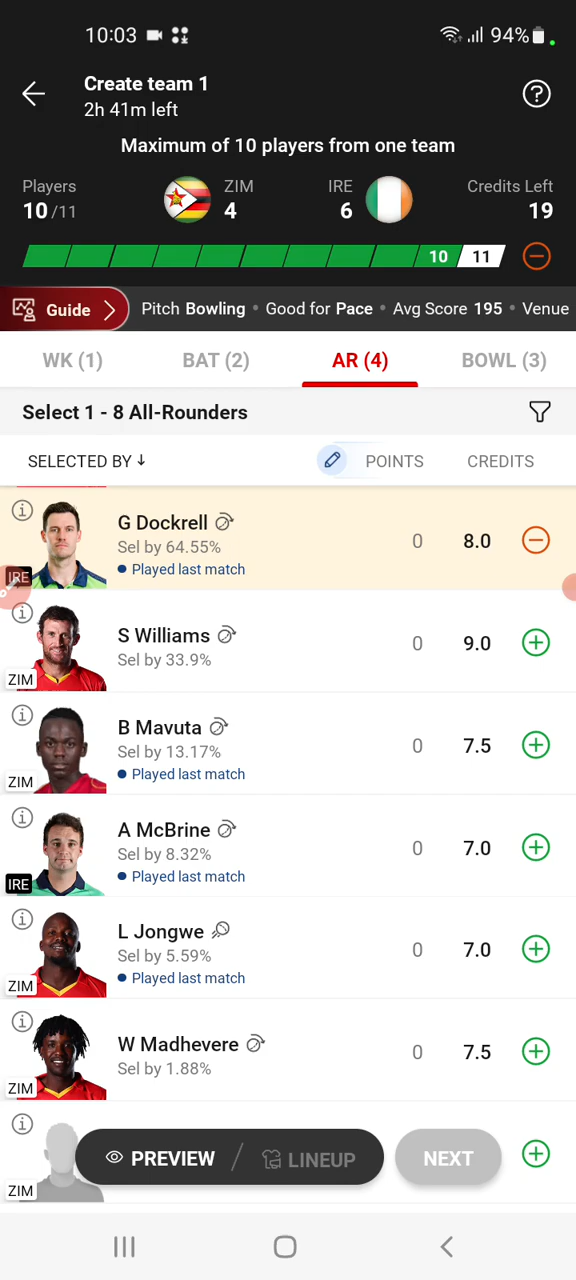 10:03 94%
Create team 1
2h 41m left
Maximum of 10 players from one team
Players ZIM IRE Credits Left
10/11 4 6 19
10 11
Guide Pitch Bowling • Good for Pace • Avg Score 195 • Venue
WK (1) BAT (2) AR (4) BOWL (3)
Select 1 - 8 All-Rounders
SELECTED BY ↓ POINTS CREDITS
G Dockrell 0 8.0
Sel by 64.55%
• Played last match
IRE
S Williams 0 9.0
Sel by 33.9%
ZIM
B Mavuta 0 7.5
Sel by 13.17%
• Played last match
ZIM
A McBrine 0 7.0
Sel by 8.32%
• Played last match
IRE
L Jongwe 0 7.0
Sel by 5.59%
• Played last match
ZIM
W Madhevere 0 7.5
Sel by 1.88%
ZIM
PREVIEW / LINEUP NEXT
ZIM